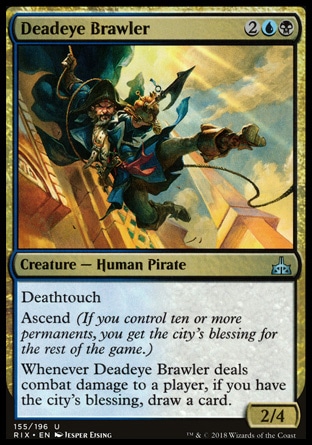 Deadeye Brawler 2
Creature — Human Pirate
Deathtouch
Ascend (If you control ten or more
permanents, you get the city's blessing for
the rest of the game.)
Whenever Deadeye Brawler deals
combat damage to a player, if you have
the city's blessing, draw a card.
2/4
155/196 U
RIX • EN Jesper Ejsing
™ & © 2018 Wizards of the Coast